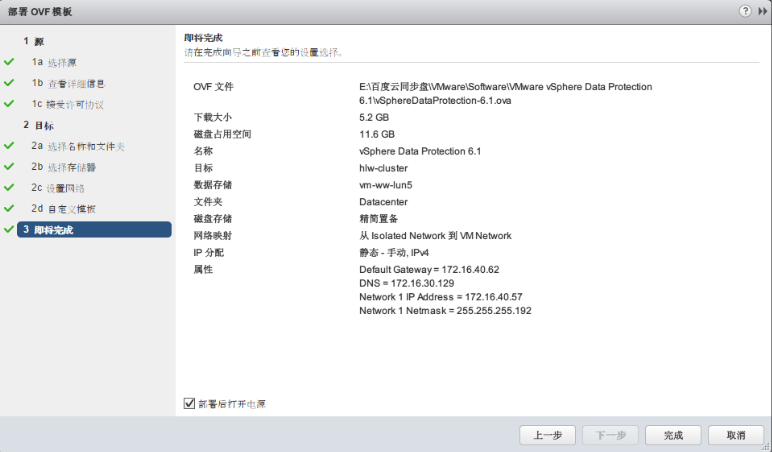 部署 OVF 模板
1 源
1a 选择源
1b 查看详细信息
1c 接受许可协议
2 目标
2a 选择名称和文件夹
2b 选择存储器
2c 设置网络
2d 自定义模板
3 即将完成
即将完成
请在完成向导之前查看您的设置选择。
OVF 文件 E:\百度云同步盘\\VMware\Software\\VMware vSphere Data Protection
6.1\vSphereDataProtection-6.1.ova
下载大小 5.2 GB
磁盘占用空间 11.6 GB
名称 vSphere Data Protection 6.1
目标 hlw-cluster
数据存储 vm-ww-lun5
文件夹 Datacenter
磁盘存储 精简置备
网络映射 从 Isolated Network 到 VM Network
IP 分配 静态 - 手动, IPv4
属性 Default Gateway = 172.16.40.62
DNS = 172.16.30.129
Network 1 IP Address = 172.16.40.57
Network 1 Netmask = 255.255.255.192
部署后打开电源
上一步 下一步 完成 取消